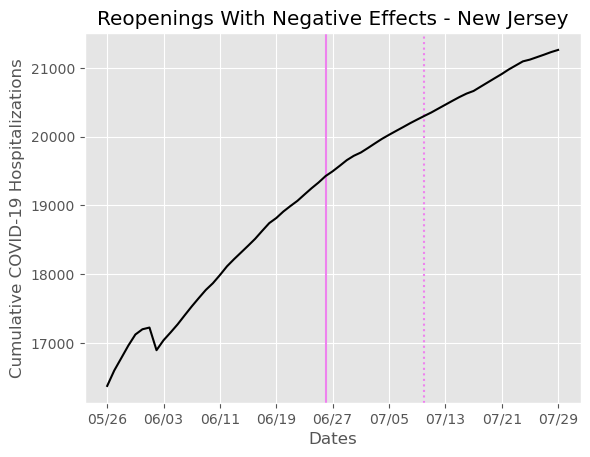 Reopenings With Negative Effects - New Jersey
21000
20000
19000
18000
17000
Cumulative COVID-19 Hospitalizations
05/26 06/03 06/11 06/19 06/27 07/05 07/13 07/21 07/29
Dates